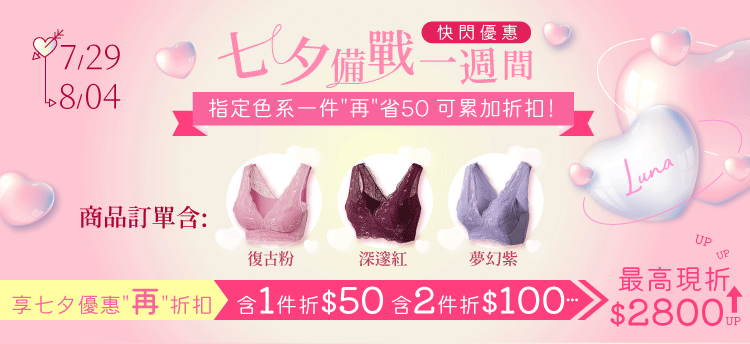 7/29
8/04
快閃優惠
七夕備戰一週間
指定色系一件"再"省50 可累加折扣!
Luna
商品訂單含:
復古粉
深邃紅
夢幻紫
UP
UP
享七夕優惠"再"折扣
含1件折$50 含2件折$100…
最高現折
$2800
UP